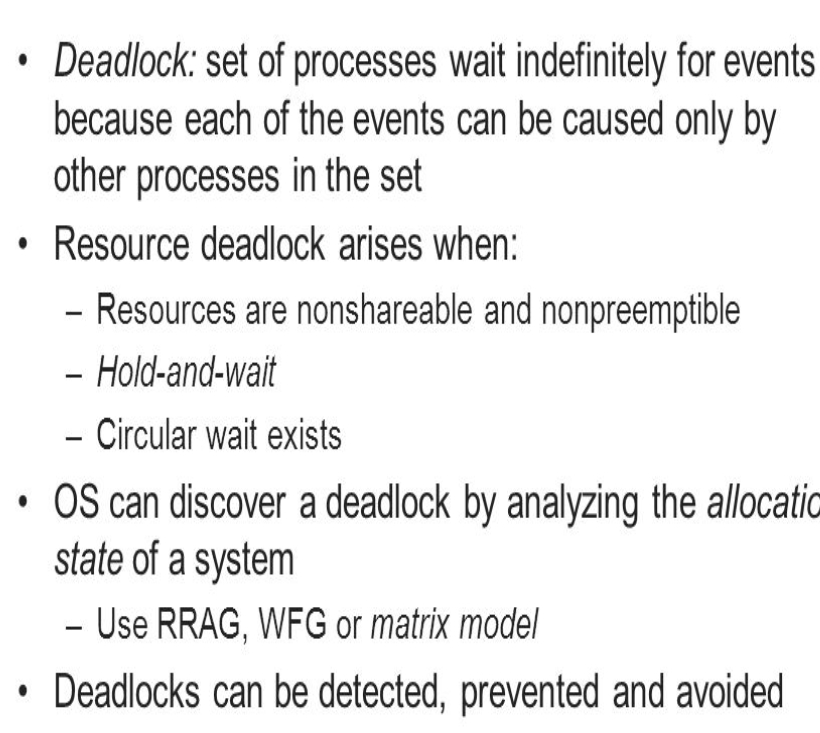 • Deadlock: set of processes wait indefinitely for events
because each of the events can be caused only by
other processes in the set
• Resource deadlock arises when:
– Resources are nonshareable and nonpreemptible
– Hold-and-wait
– Circular wait exists
• OS can discover a deadlock by analyzing the allocatio
state of a system
– Use RRAG, WFG or matrix model
• Deadlocks can be detected, prevented and avoided